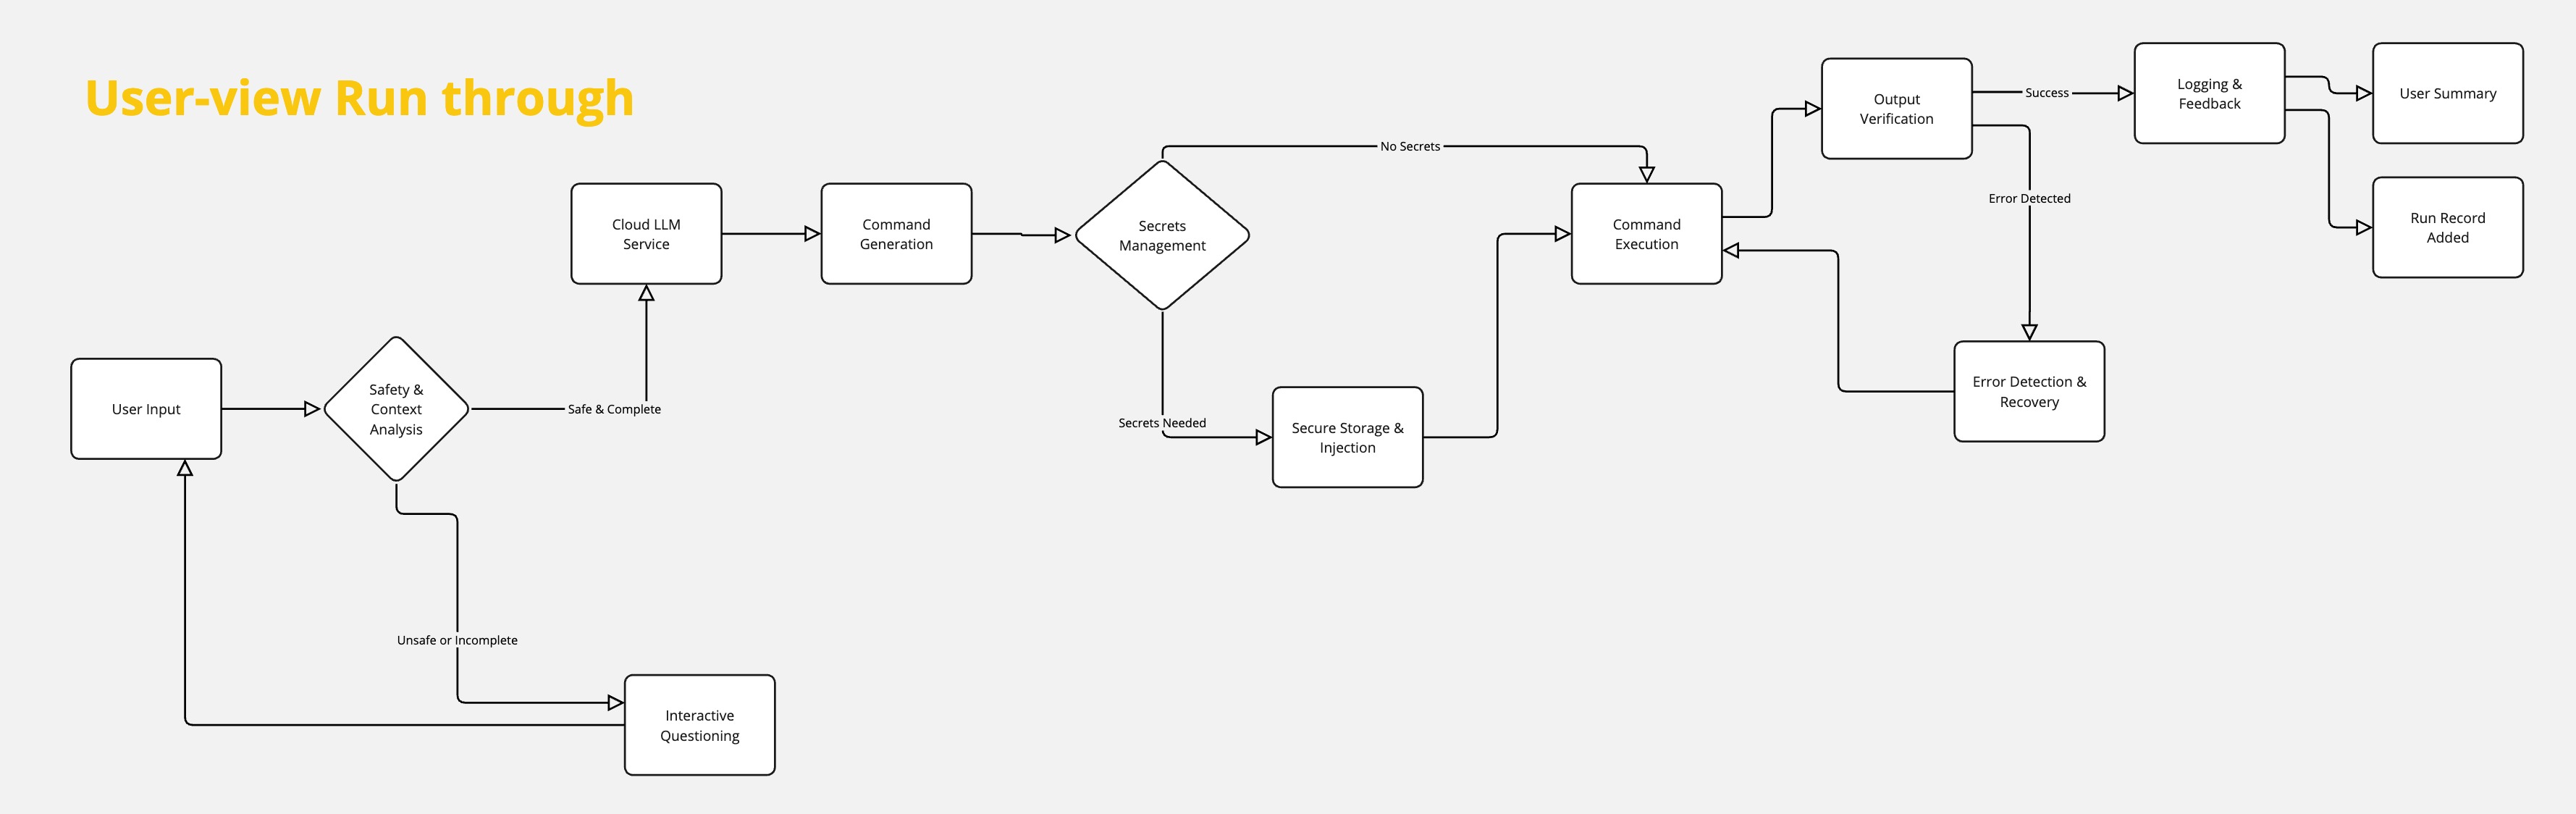 User-view Run through
User Input
Safety &
Context
Analysis
Safe & Complete
Unsafe or Incomplete
Interactive
Questioning
Cloud LLM
Service
Command
Generation
Secrets
Management
No Secrets
Secrets Needed
Secure Storage &
Injection
Command
Execution
Output
Verification
Success
Error Detected
Error Detection &
Recovery
Logging &
Feedback
User Summary
Run Record
Added